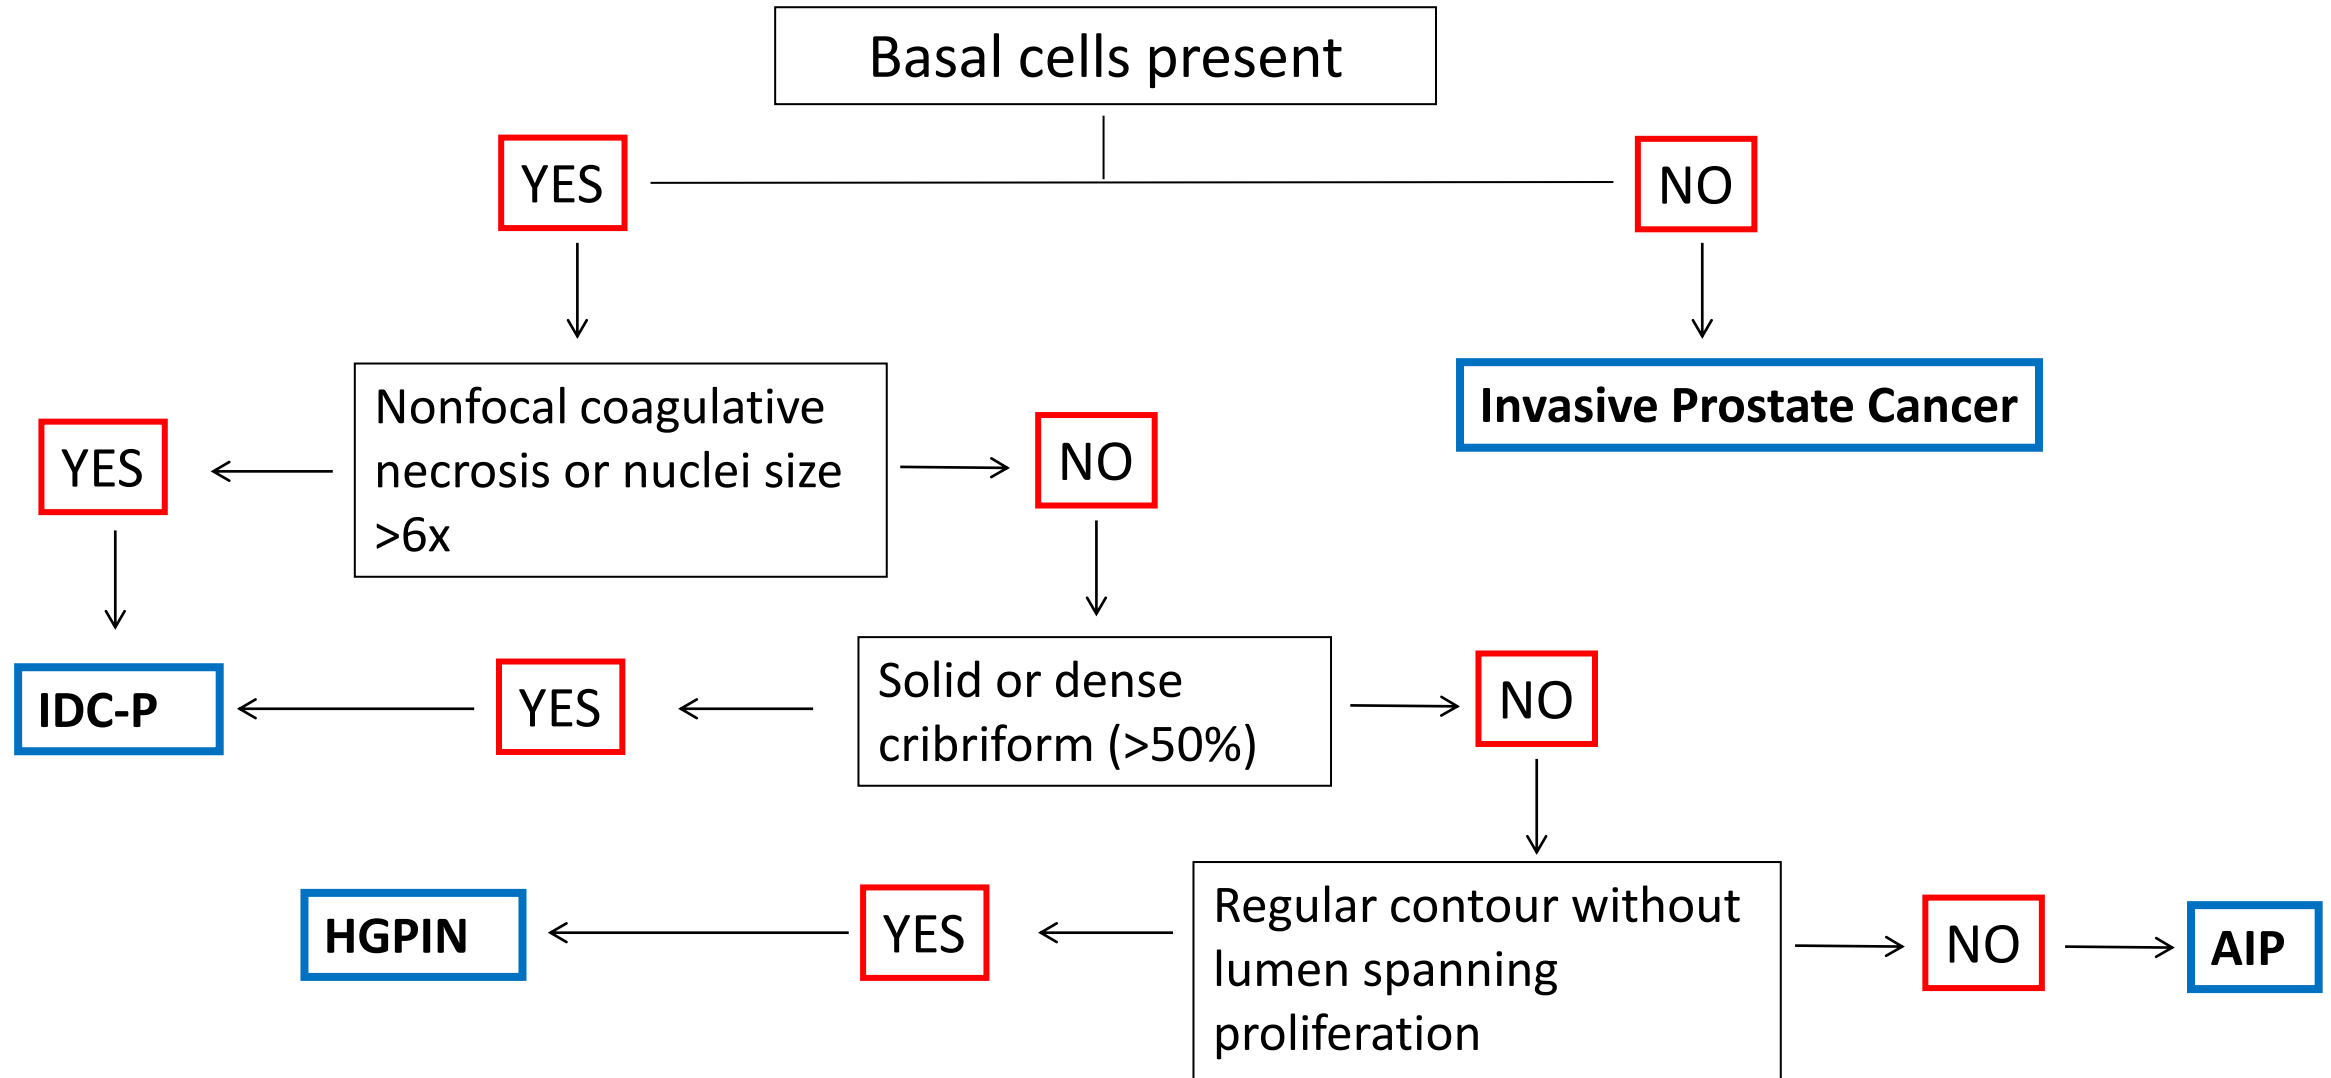 Basal cells present
YES
NO
Nonfocal coagulative
necrosis or nuclei size
>6x
Invasive Prostate Cancer
YES
NO
Solid or dense
cribriform (>50%)
NO
YES
IDC-P
Regular contour without
lumen spanning
proliferation
YES
HGPIN
NO
AIP